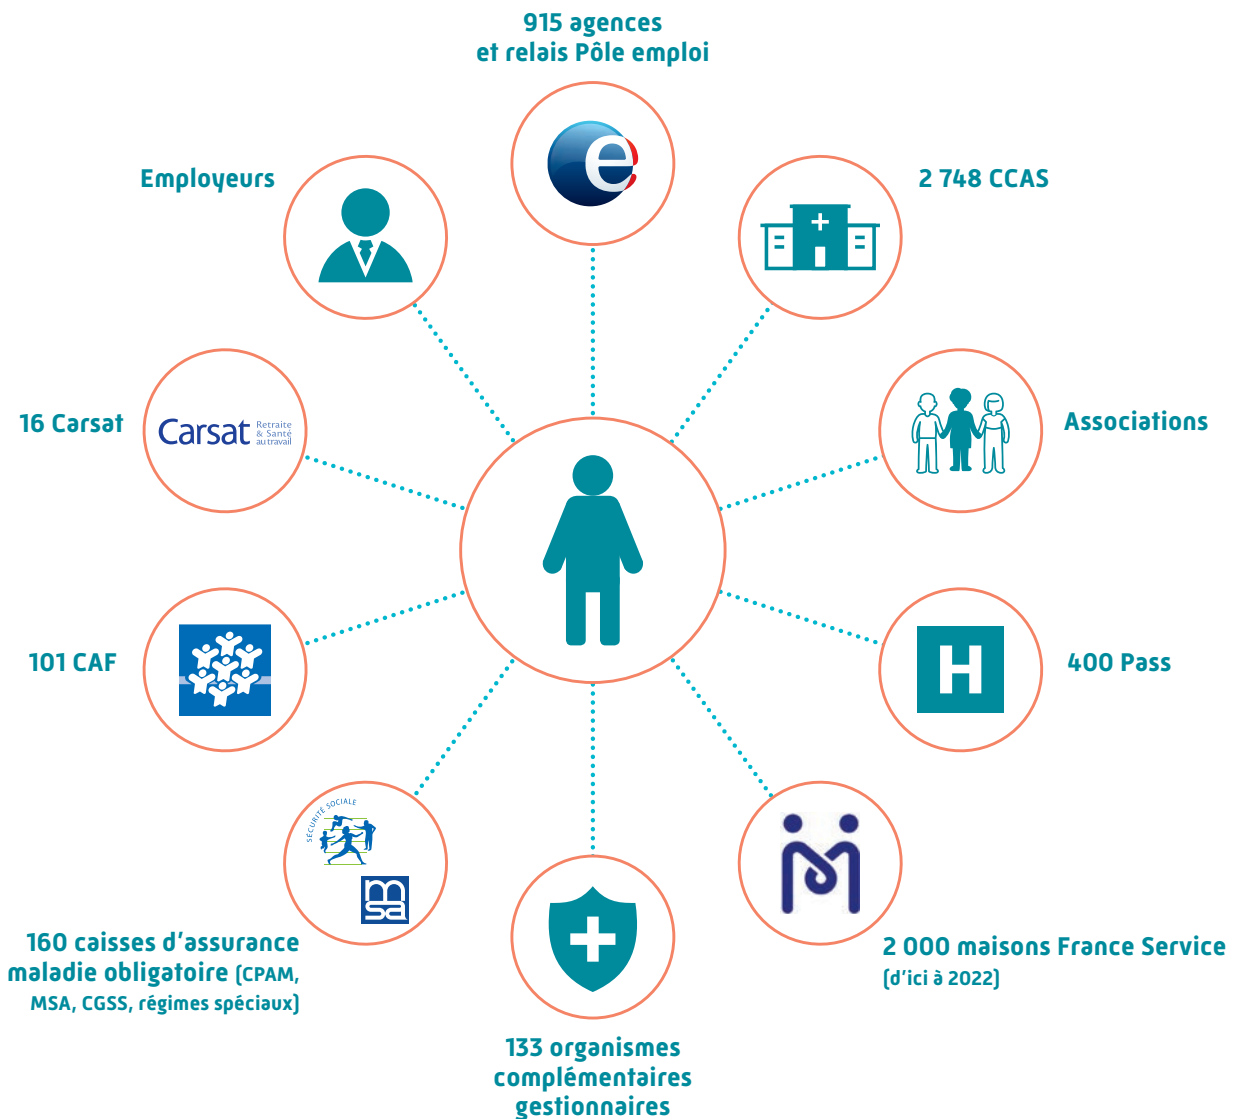 915 agences
et relais Pôle emploi
Employeurs
2 748 CCAS
16 Carsat
Carsat Retraite
& Santé
au travail
Associations
101 CAF
400 Pass
SÉCURITÉ SOCIALE
msa
160 caisses d'assurance
maladie obligatoire (CPAM,
MSA, CGSS, régimes spéciaux)
2 000 maisons France Service
(d'ici à 2022)
133 organismes
complémentaires
gestionnaires
e
H